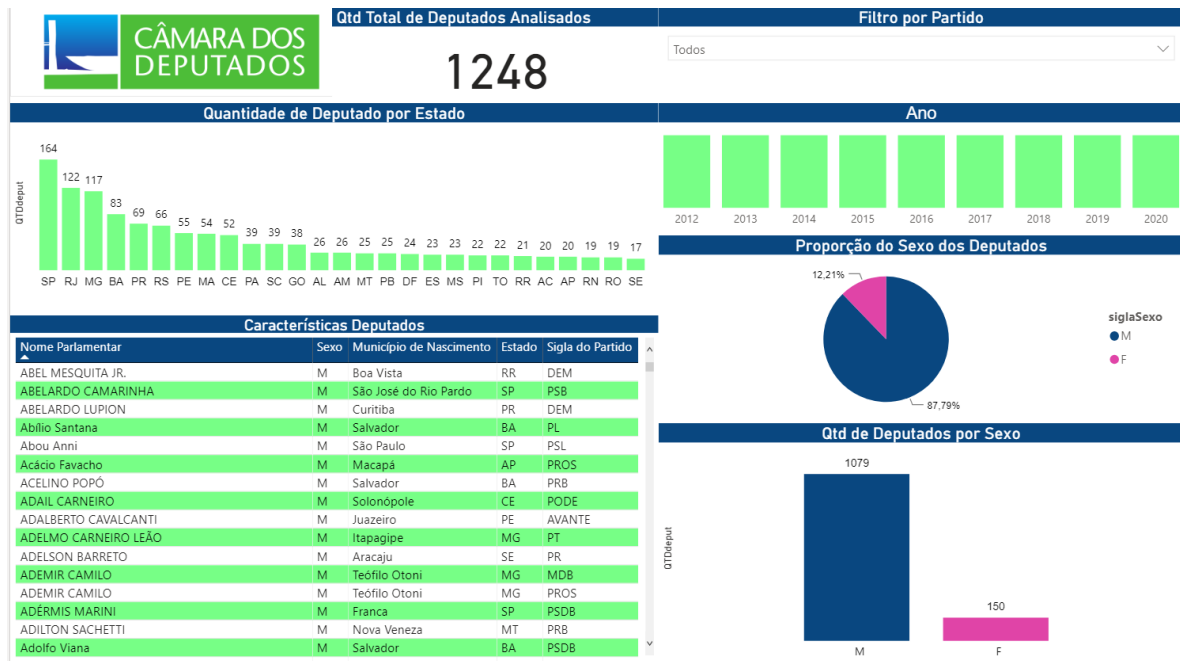 CÂMARA DOS
DEPUTADOS
Qtd Total de Deputados Analisados
1248
Filtro por Partido
Todos
Quantidade de Deputado por Estado
QTDdeput
164 122 117 83 69 66 55 54 52 39 39 38 26 26 25 25 24 23 23 22 22 21 20 20 19 19 17
SP RJ MG BA PR RS PE MA CE PA SC GO AL AM MT PB DF ES MS PI TO RR AC AP RN RO SE
Ano
2012 2013 2014 2015 2016 2017 2018 2019 2020
Proporção do Sexo dos Deputados
12,21%
87,79%
siglaSexo
M
F
Características Deputados
Nome Parlamentar Sexo Município de Nascimento Estado Sigla do Partido
ABEL MESQUITA JR. M Boa Vista RR DEM
ABELARDO CAMARINHA M São José do Rio Pardo SP PSB
ABELARDO LUPION M Curitiba PR DEM
Abílio Santana M Salvador BA PL
Abou Anni M São Paulo SP PSL
Acácio Favacho M Macapá AP PROS
ACELINO POPÓ M Salvador BA PRB
ADAIL CARNEIRO M Solonópole CE PODE
ADALBERTO CAVALCANTI M Juazeiro PE AVANTE
ADELMO CARNEIRO LEÃO M Itapagipe MG PT
ADELSON BARRETO M Aracaju SE PR
ADEMIR CAMILO M Teófilo Otoni MG MDB
ADEMIR CAMILO M Teófilo Otoni MG PROS
ADÉRMIS MARINI M Franca SP PSDB
ADILTON SACHETTI M Nova Veneza MT PRB
Adolfo Viana M Salvador BA PSDB
Qtd de Deputados por Sexo
QTDdeput
1079
150
M F